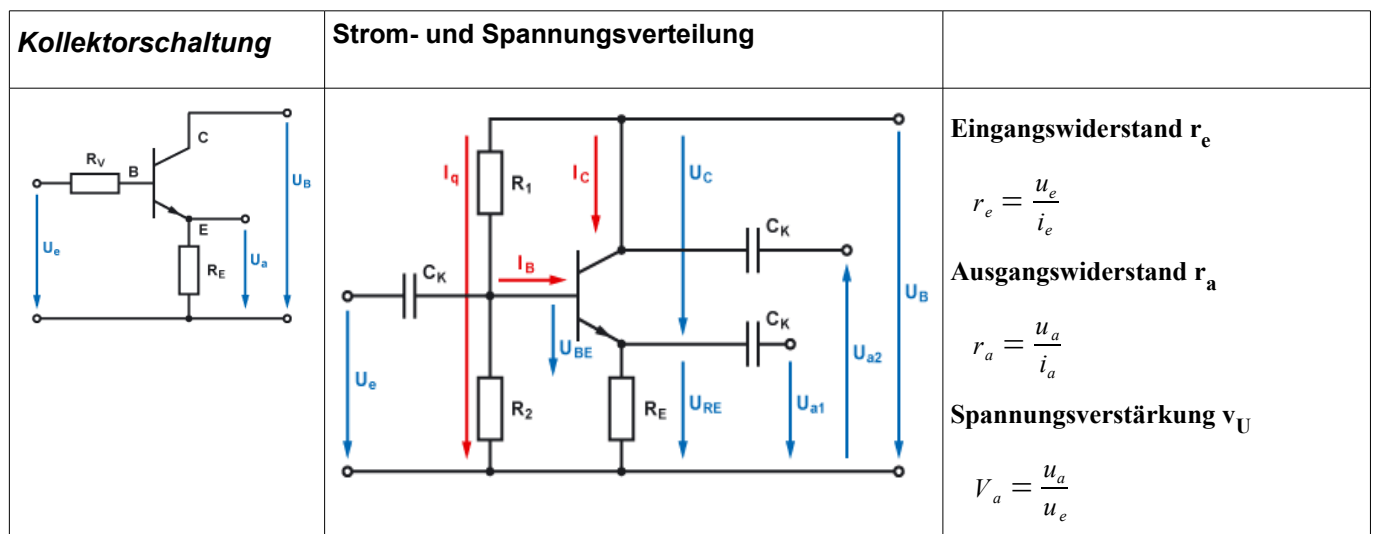 Kollektorschaltung
Strom- und Spannungsverteilung
C
R_V
B
U_B
E
U_e
R_E
U_a
I_q
R_1
I_C
U_C
C_K
I_B
C_K
U_B
C_K
U_BE
U_a2
U_e
R_2
R_E
U_RE
U_a1
Eingangswiderstand r_e
r_e = u_e / i_e
Ausgangswiderstand r_a
r_a = u_a / i_a
Spannungsverstärkung v_U
V_a = u_a / u_e